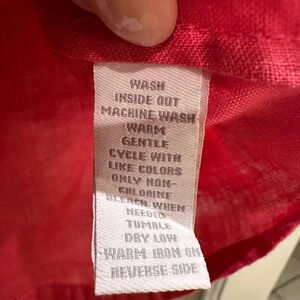 WASH
INSIDE OUT
MACHINE WASH
WARM
GENTLE
CYCLE WITH
LIKE COLORS
ONLY NON-
CHLORINE
BLEACH WHEN
NEEDED
TUMBLE
DRY LOW
WARM IRON ON
REVERSE SIDE